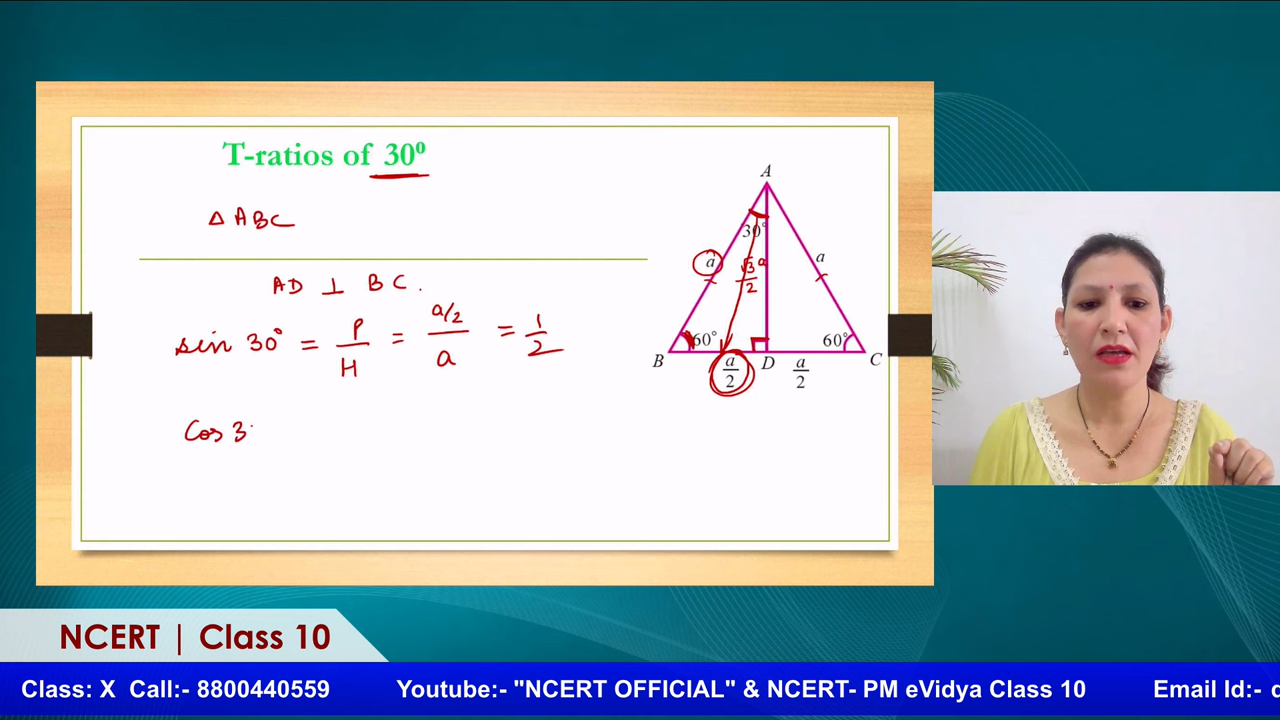 T-ratios of 30⁰
Δ ABC
AD ⊥ BC.
sin 30° = P/H = a/2/a = 1/2
Cos 3
A
30°
a
√3/2 a
a
60°
60°
B
a/2
D
a/2
C
NCERT | Class 10
Class: X Call:- 8800440559 Youtube:- "NCERT OFFICIAL" & NCERT- PM eVidya Class 10 Email Id:-